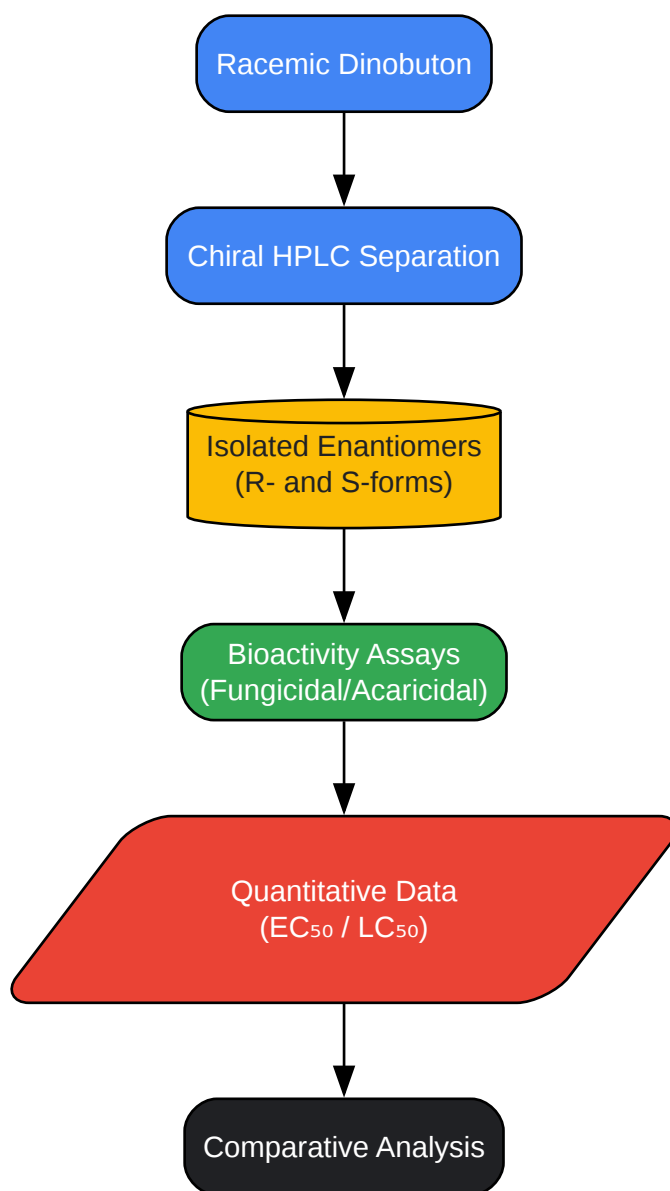 Racemic Dinobuton
Chiral HPLC Separation
Isolated Enantiomers
(R- and S-forms)
Bioactivity Assays
(Fungicidal/Acaricidal)
Quantitative Data
(EC₅₀ / LC₅₀)
Comparative Analysis